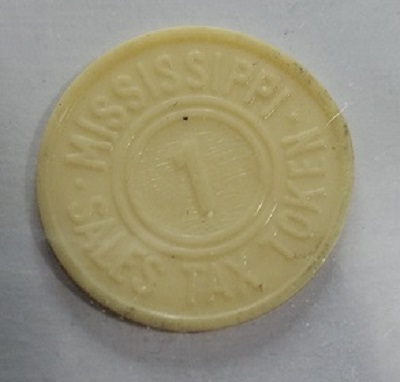 · MISSISSIPPI ·
SALES TAX TOKEN
1